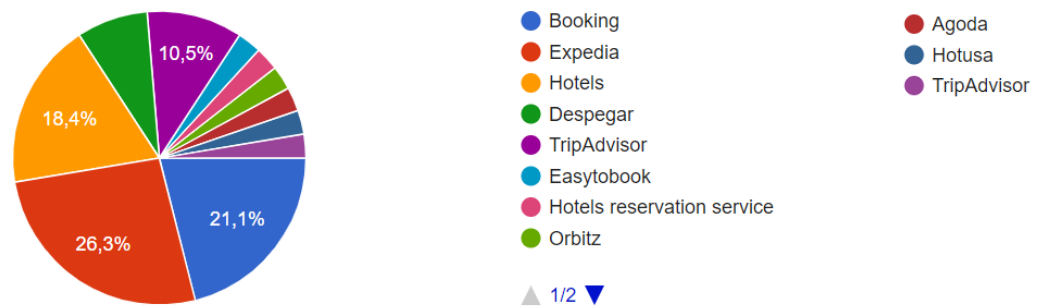 10,5%
18,4%
26,3%
21,1%
Booking
Expedia
Hotels
Despegar
TripAdvisor
Easytobook
Hotels reservation service
Orbitz
1/2
Agoda
Hotusa
TripAdvisor